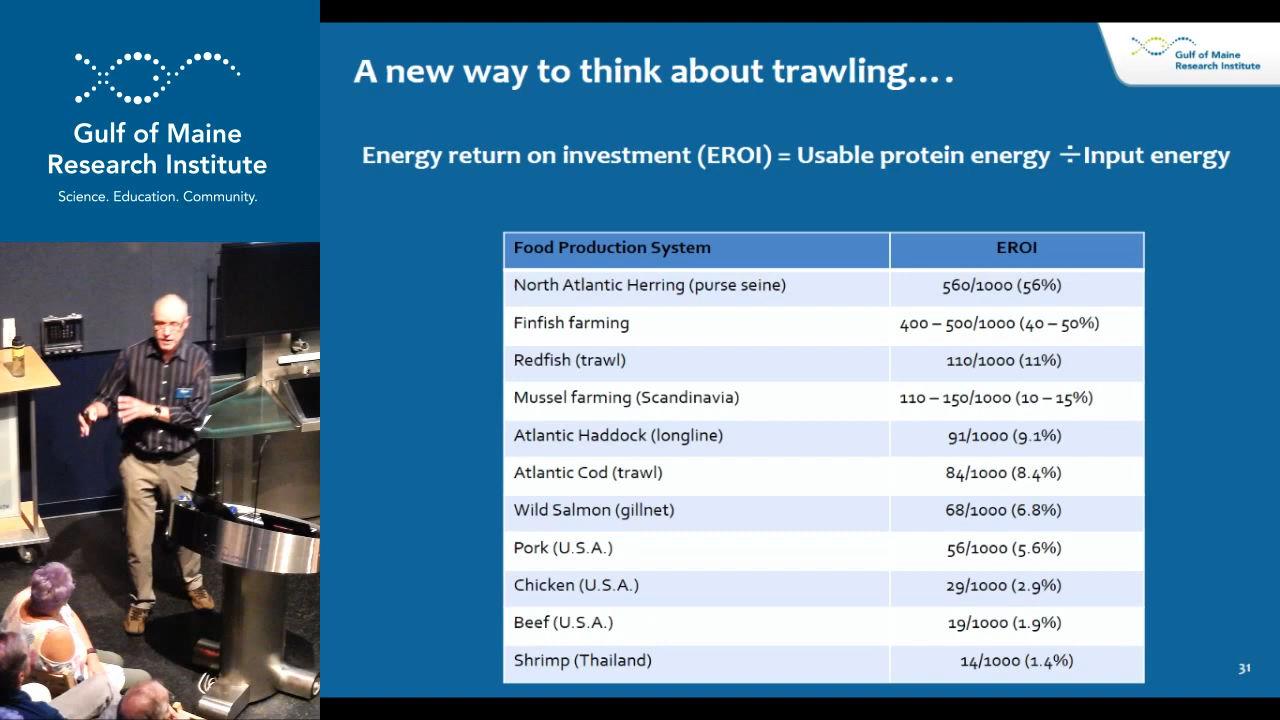 Gulf of Maine
Research Institute
Science. Education. Community.
A new way to think about trawling....
Gulf of Maine
Research Institute
Energy return on investment (EROI) = Usable protein energy ÷Input energy
Food Production System EROI
North Atlantic Herring (purse seine) 560/1000 (56%)
Finfish farming 400 – 500/1000 (40 – 50%)
Redfish (trawl) 110/1000 (11%)
Mussel farming (Scandinavia) 110 – 150/1000 (10 – 15%)
Atlantic Haddock (longline) 91/1000 (9.1%)
Atlantic Cod (trawl) 84/1000 (8.4%)
Wild Salmon (gillnet) 68/1000 (6.8%)
Pork (U.S.A.) 56/1000 (5.6%)
Chicken (U.S.A.) 29/1000 (2.9%)
Beef (U.S.A.) 19/1000 (1.9%)
Shrimp (Thailand) 14/1000 (1.4%)
31